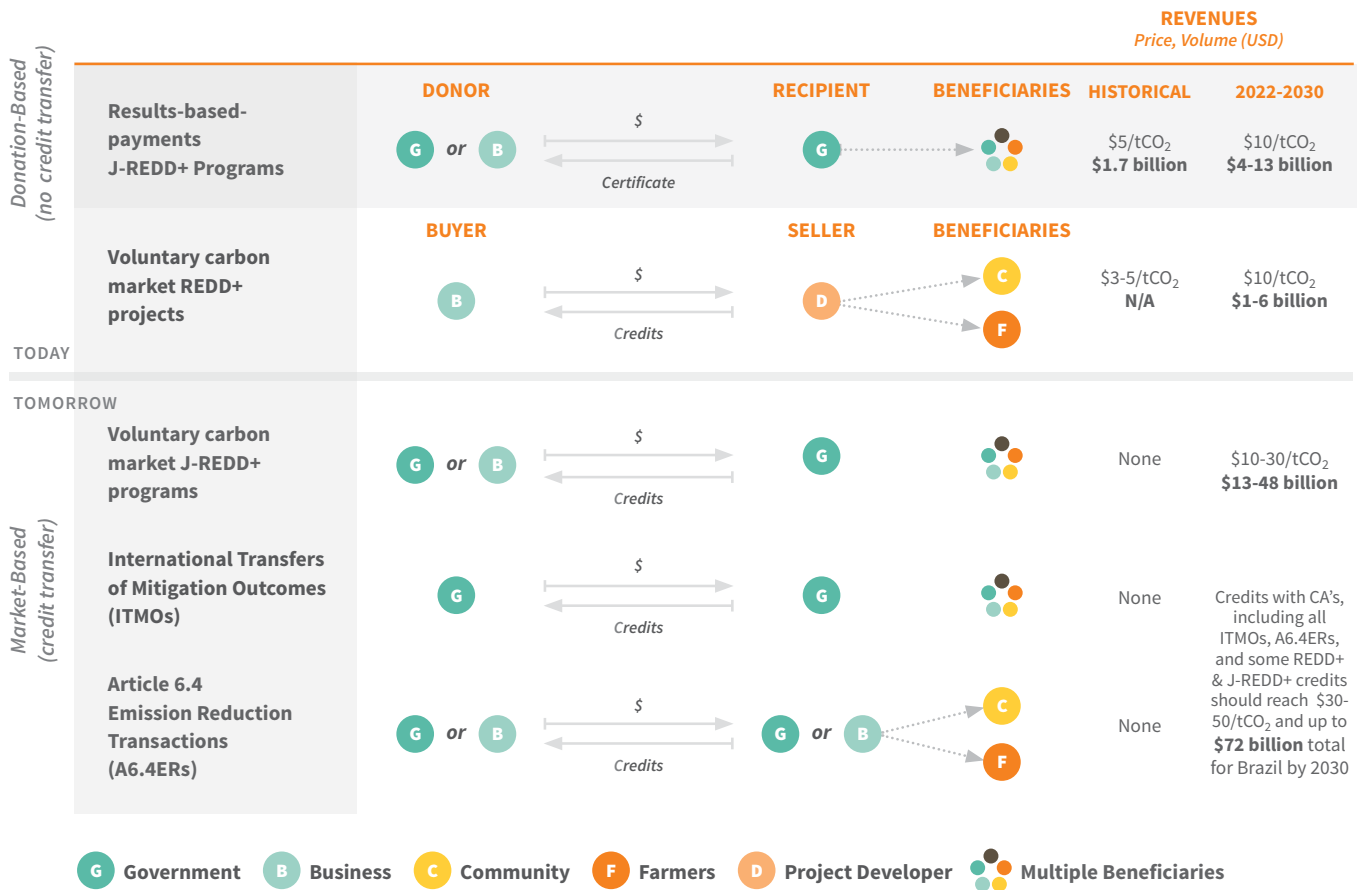 REVENUES
Price, Volume (USD)
Donation-Based
(no credit transfer)
DONOR
RECIPIENT
BENEFICIARIES
HISTORICAL
2022-2030
Results-based-
payments
J-REDD+ Programs
G or B
$
Certificate
G
$5/tCO₂
$1.7 billion
$10/tCO₂
$4-13 billion
BUYER
SELLER
BENEFICIARIES
Voluntary carbon
market REDD+
projects
B
$
Credits
D
C
F
$3-5/tCO₂
N/A
$10/tCO₂
$1-6 billion
TODAY
TOMORROW
Market-Based
(credit transfer)
Voluntary carbon
market J-REDD+
programs
G or B
$
Credits
G
None
$10-30/tCO₂
$13-48 billion
International Transfers
of Mitigation Outcomes
(ITMOs)
G
$
Credits
G
None
Article 6.4
Emission Reduction
Transactions
(A6.4ERs)
G or B
$
Credits
G or B
C
F
None
Credits with CA’s,
including all
ITMOs, A6.4ERs,
and some REDD+
& J-REDD+ credits
should reach $30-
50/tCO₂ and up to
$72 billion total
for Brazil by 2030
G Government
B Business
C Community
F Farmers
D Project Developer
Multiple Beneficiaries